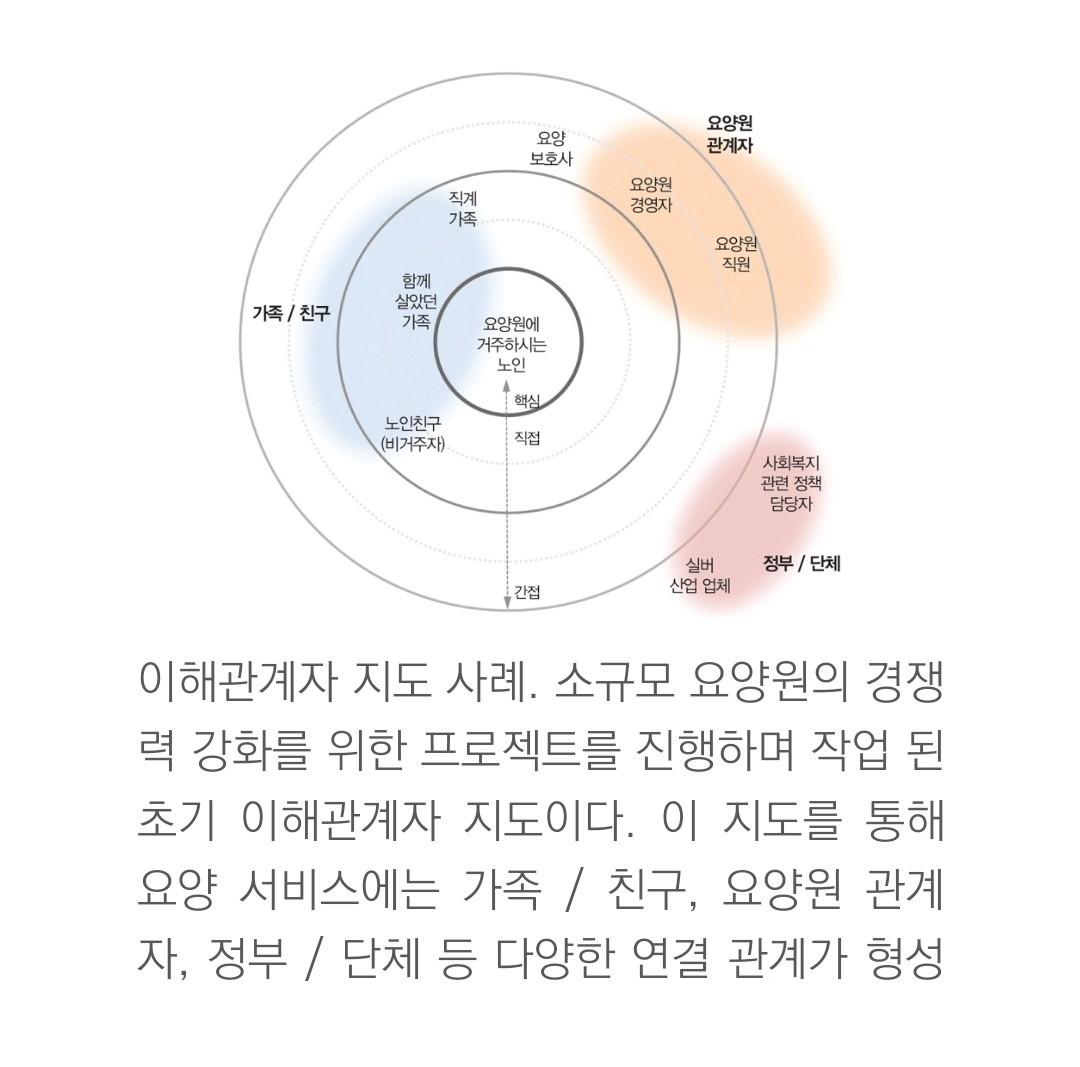 요양원
관계자
요양
보호사
요양원
경영자
직계
가족
요양원
직원
함께
살았던
가족
가족 / 친구
요양원에
거주하시는
노인
핵심
노인친구
(비거주자)
직접
사회복지
관련 정책
담당자
정부 / 단체
실버
산업 업체
간접
이해관계자 지도 사례. 소규모 요양원의 경쟁
력 강화를 위한 프로젝트를 진행하며 작업 된
초기 이해관계자 지도이다. 이 지도를 통해
요양 서비스에는 가족 / 친구, 요양원 관계
자, 정부 / 단체 등 다양한 연결 관계가 형성